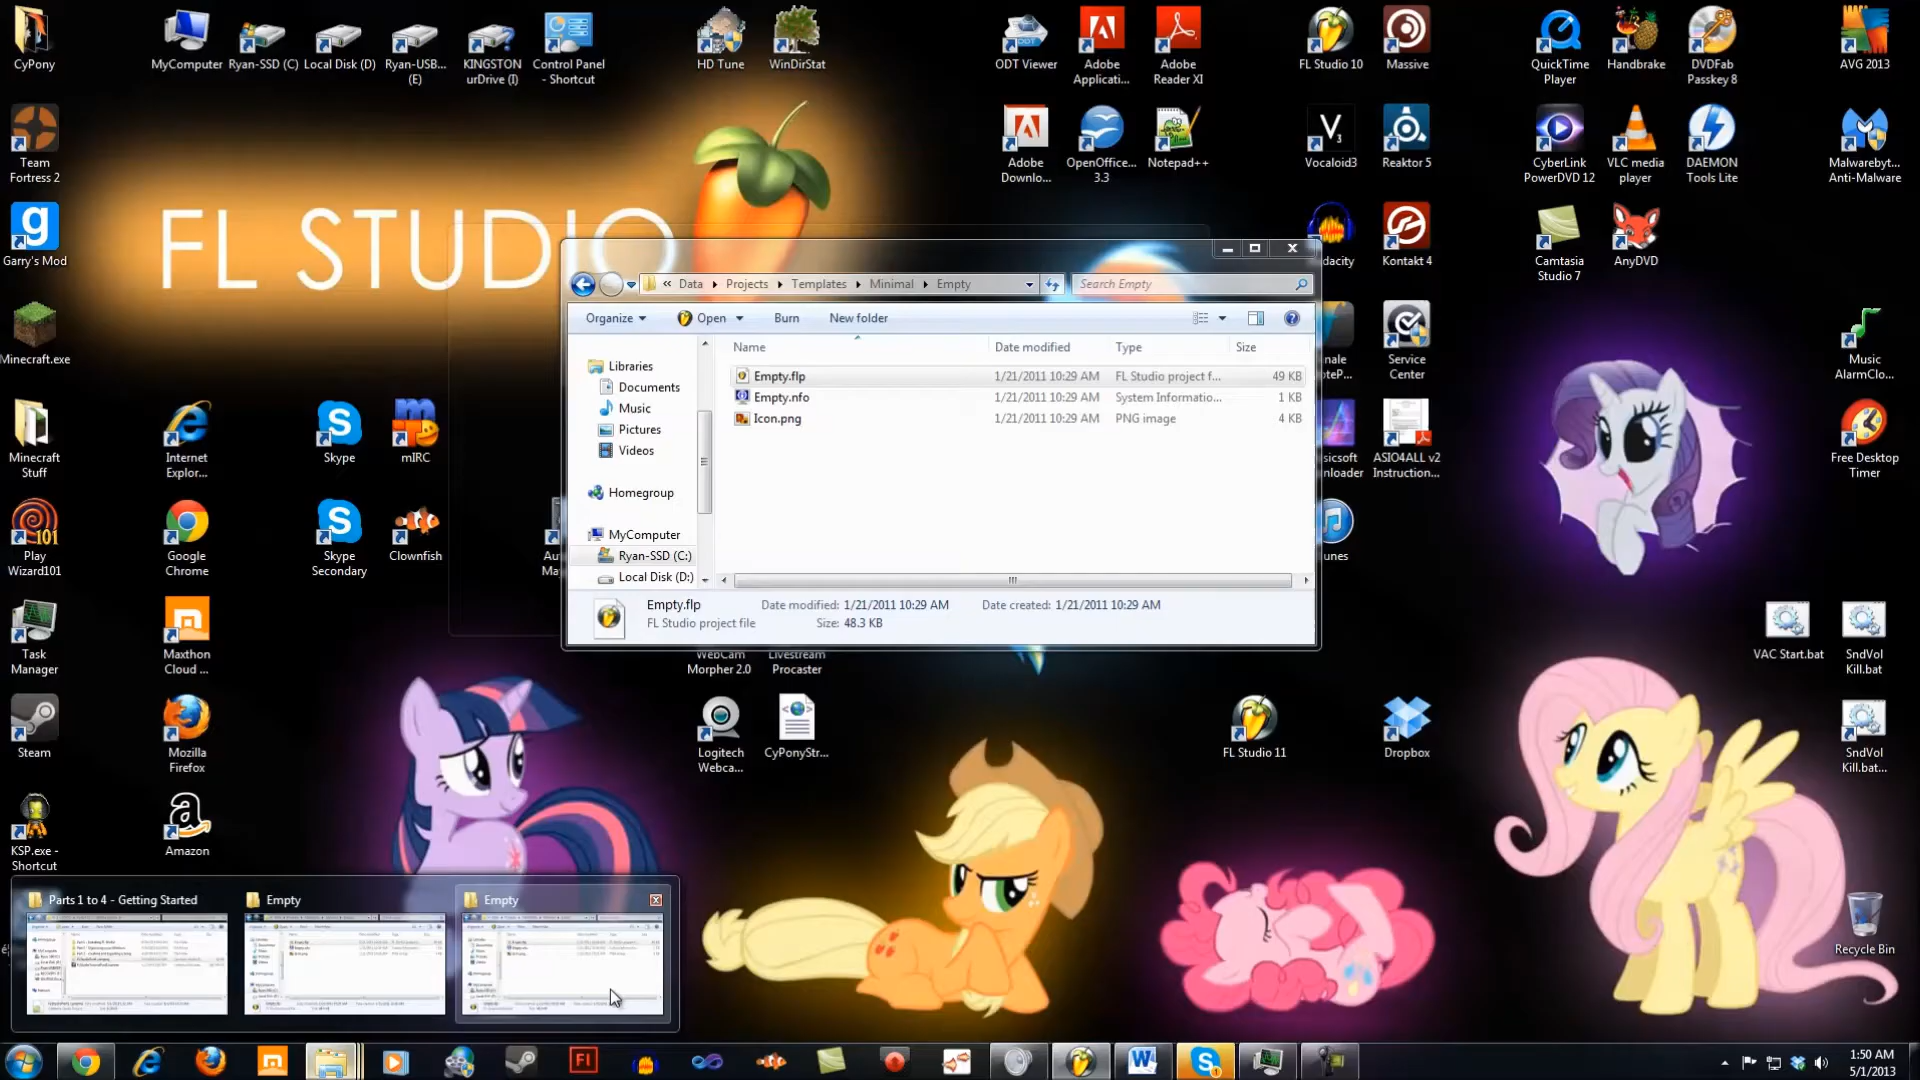 CyPony
MyComputer
Ryan-SSD (C)
Local Disk (D)
Ryan-USB...
(E)
KINGSTON
urDrive (I)
Control Panel
- Shortcut
HD Tune
WinDirStat
ODT Viewer
Adobe
Applicati...
Adobe
Reader XI
FL Studio 10
Massive
QuickTime
Player
Handbrake
DVDFab
Passkey 8
AVG 2013
Team
Fortress 2
Adobe
Downlo...
OpenOffice...
3.3
Notepad++
Vocaloid3
Reaktor 5
CyberLink
PowerDVD 12
VLC media
player
DAEMON
Tools Lite
Malwarebyt...
Anti-Malware
FL STUDIO
Garry's Mod
dacity
Kontakt 4
Camtasia
Studio 7
AnyDVD
Data
Projects
Templates
Minimal
Empty
Search Empty
Organize
Open
Burn
New folder
Name
Date modified
Type
Size
Empty.flp
1/21/2011 10:29 AM
FL Studio project f...
49 KB
Empty.nfo
1/21/2011 10:29 AM
System Informatio...
1 KB
Icon.png
1/21/2011 10:29 AM
PNG image
4 KB
Libraries
Documents
Music
Pictures
Videos
Homegroup
MyComputer
Ryan-SSD (C:)
Local Disk (D:)
Empty.flp
Date modified: 1/21/2011 10:29 AM
Date created: 1/21/2011 10:29 AM
FL Studio project file
Size: 48.3 KB
Minecraft.exe
nale
oteP...
Service
Center
Music
AlarmClo...
Minecraft
Stuff
Internet
Explor...
Skype
mIRC
sicsoft
nloader
ASIO4ALL v2
Instruction...
Free Desktop
Timer
Play
Wizard101
Google
Chrome
Skype
Secondary
Clownfish
Au
Ma
unes
Task
Manager
Maxthon
Cloud ...
WebCam
Morpher 2.0
Livestream
Procaster
VAC Start.bat
SndVol
Kill.bat
Steam
Mozilla
Firefox
Logitech
Webca...
CyPonyStr...
FL Studio 11
Dropbox
SndVol
Kill.bat...
KSP.exe -
Shortcut
Amazon
Recycle Bin
Parts 1 to 4 - Getting Started
Empty
Empty
1:50 AM
5/1/2013